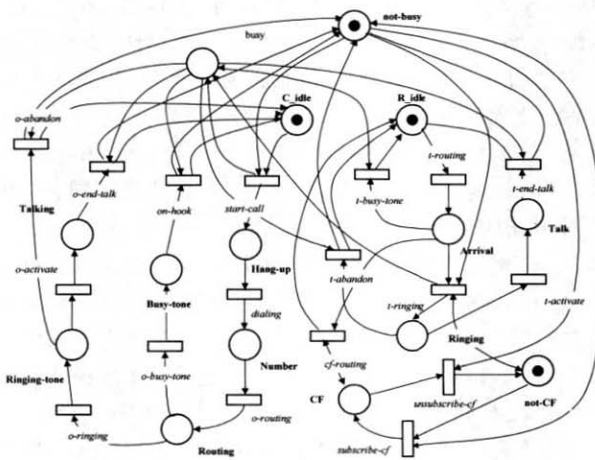 not-busy
busy
C_idle
R_idle
o-abandon
t-routing
o-end-talk
t-end-talk
t-busy-tone
Talking
on-hook
start-call
Talk
Arrival
o-activate
Hang-up
t-abandon
t-ringing
t-activate
Busy-tone
dialing
Ringing
Ringing-tone
o-busy-tone
Number
cf-routing
CF
unsubscribe-cf
not-CF
o-routing
o-ringing
Routing
subscribe-cf